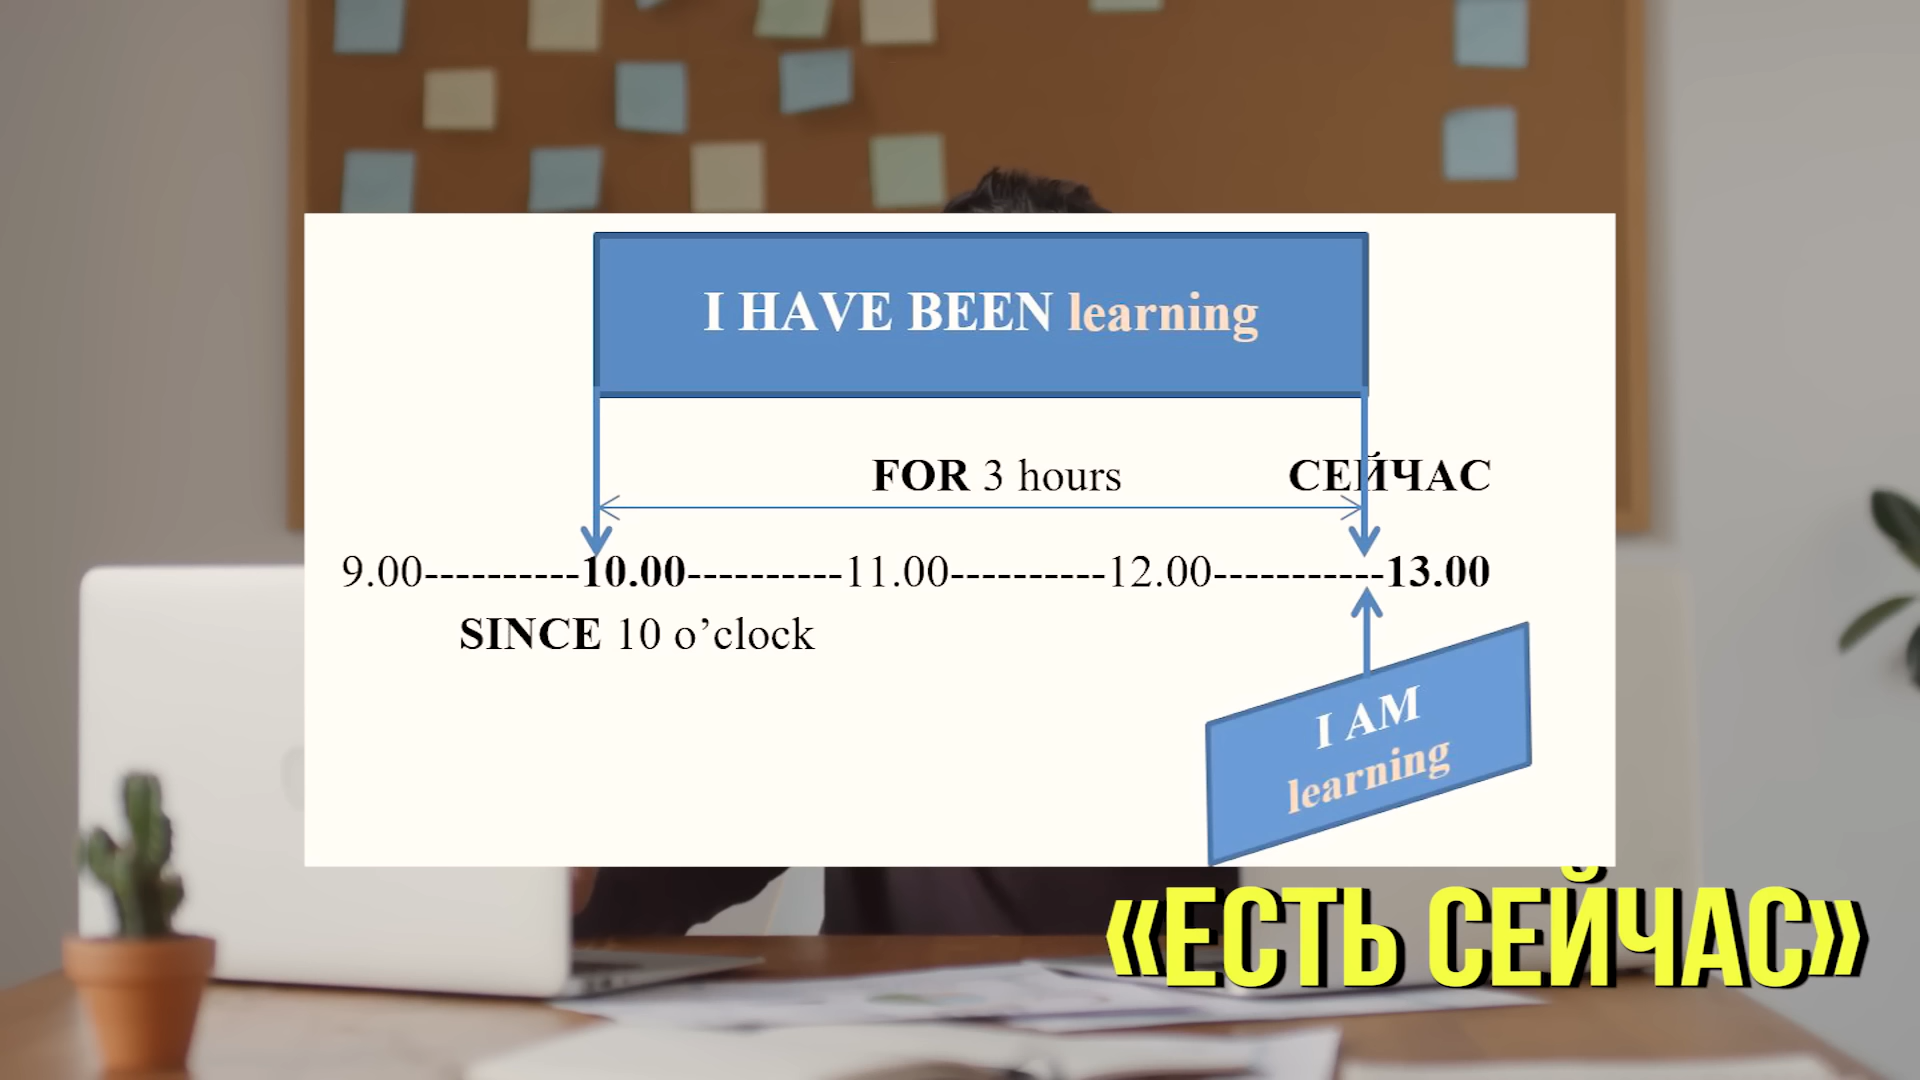 I HAVE BEEN learning
FOR 3 hours СЕЙЧАС
9.00----------10.00----------11.00----------12.00-----------13.00
SINCE 10 o’clock
I AM
learning
«ЕСТЬ СЕЙЧАС»